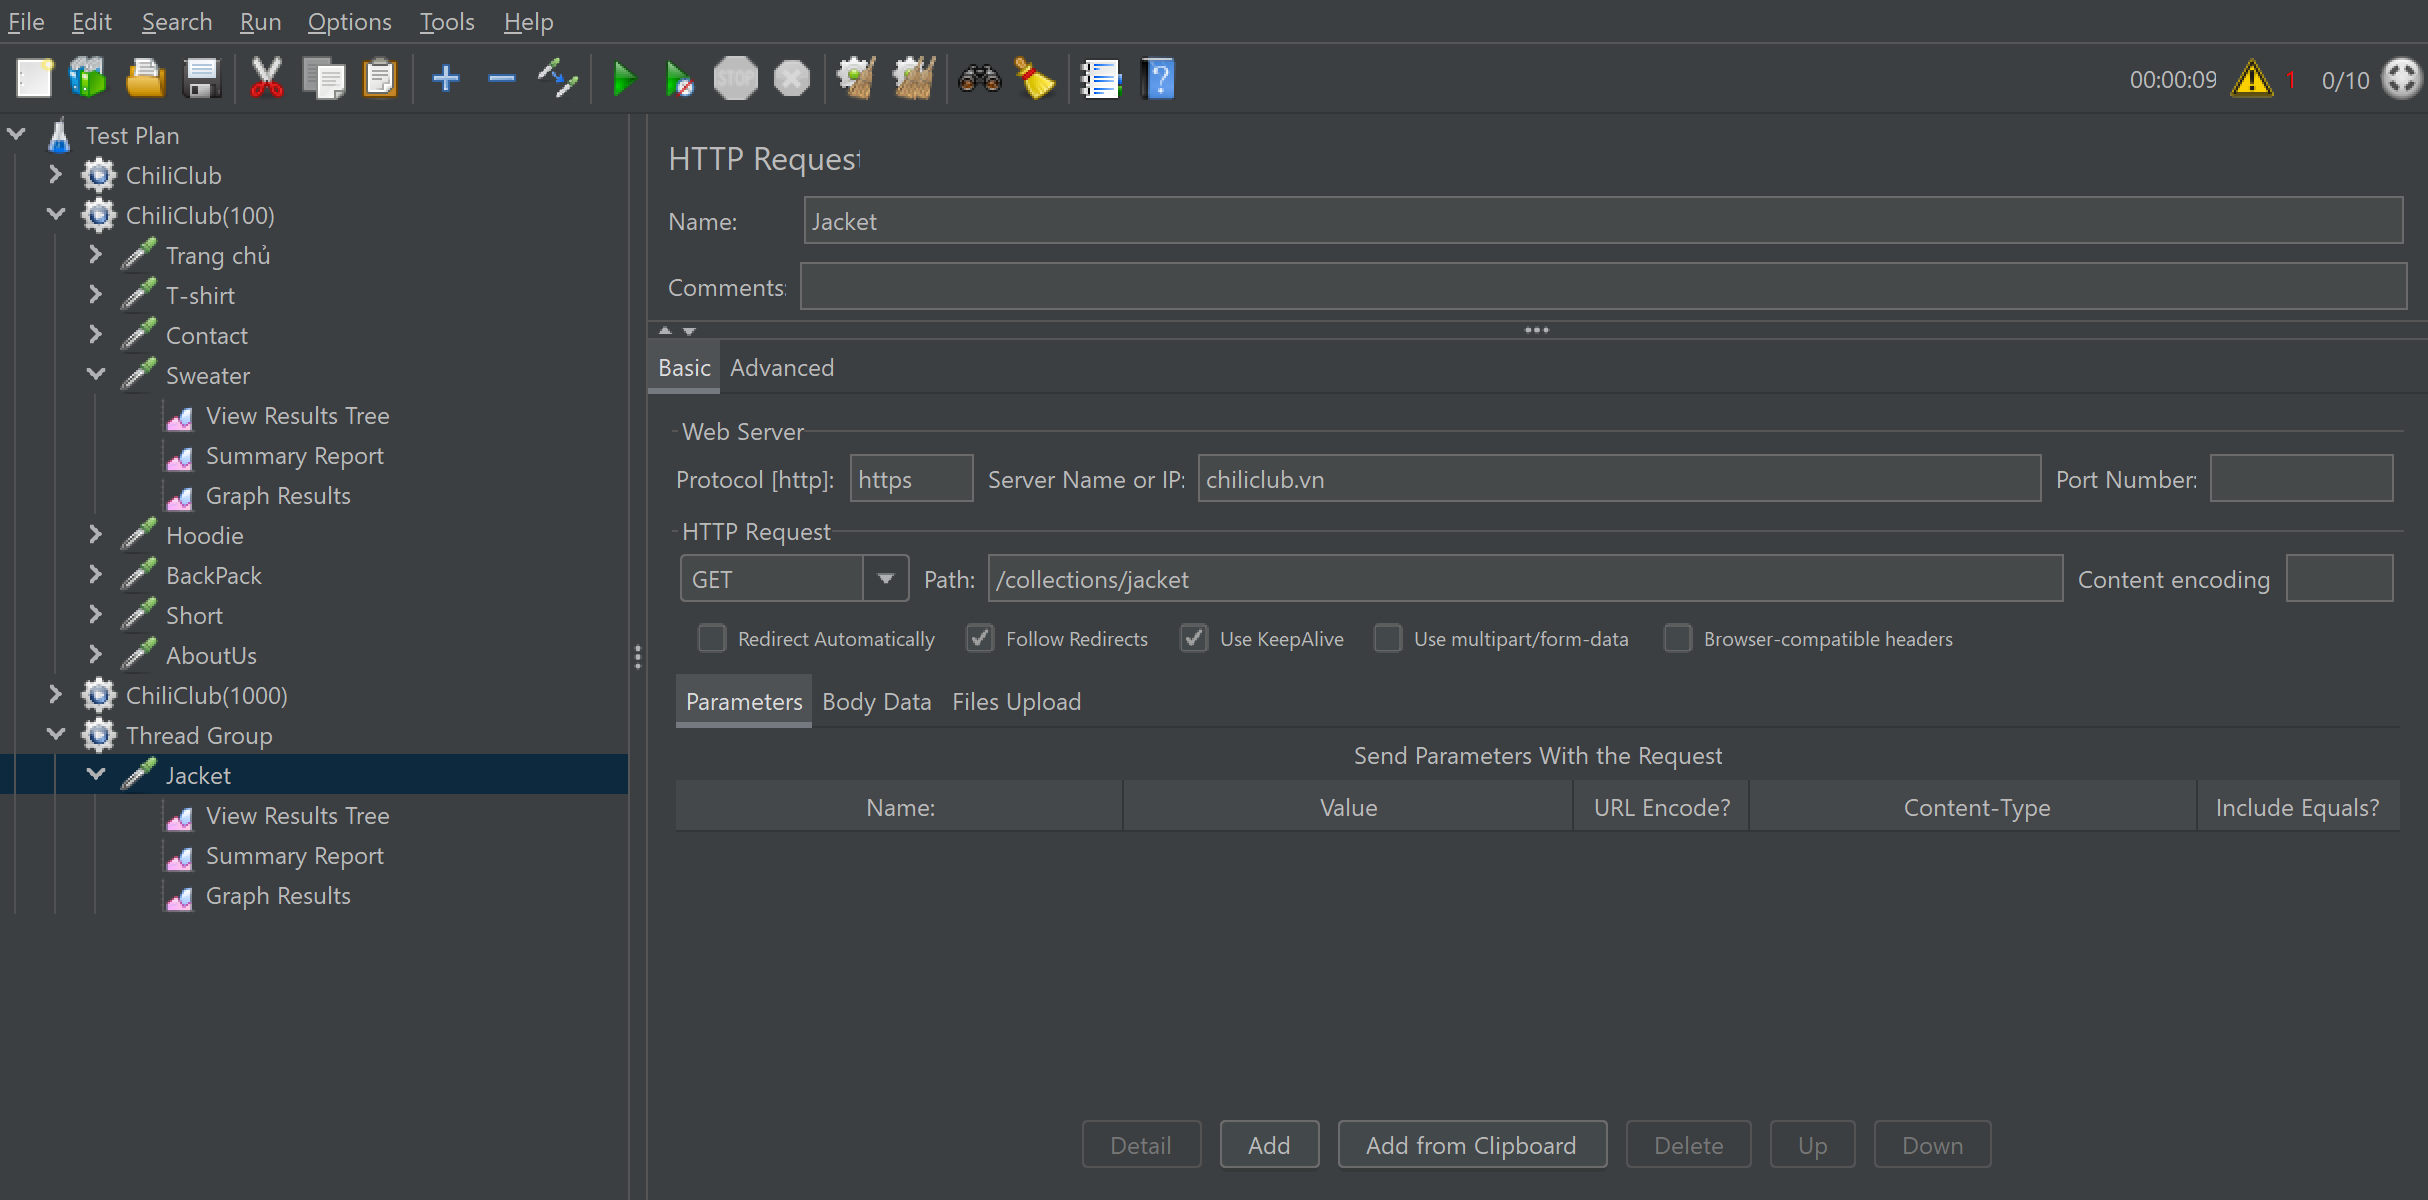 File Edit Search Run Options Tools Help
STOP
00:00:09 1 0/10
Test Plan
ChiliClub
ChiliClub(100)
Trang chủ
T-shirt
Contact
Sweater
View Results Tree
Summary Report
Graph Results
Hoodie
BackPack
Short
AboutUs
ChiliClub(1000)
Thread Group
Jacket
View Results Tree
Summary Report
Graph Results
HTTP Request
Name: Jacket
Comments:
Basic Advanced
Web Server
Protocol [http]: https Server Name or IP: chiliclub.vn Port Number:
HTTP Request
GET Path: /collections/jacket Content encoding
Redirect Automatically Follow Redirects Use KeepAlive Use multipart/form-data Browser-compatible headers
Parameters Body Data Files Upload
Send Parameters With the Request
Name: Value URL Encode? Content-Type Include Equals?
Detail Add Add from Clipboard Delete Up Down